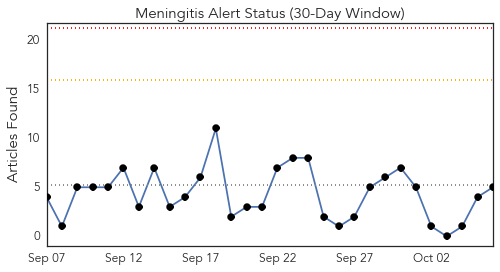 Meningitis Alert Status (30-Day Window)
Articles Found
20
15
10
5
0
Sep 07 Sep 12 Sep 17 Sep 22 Sep 27 Oct 02